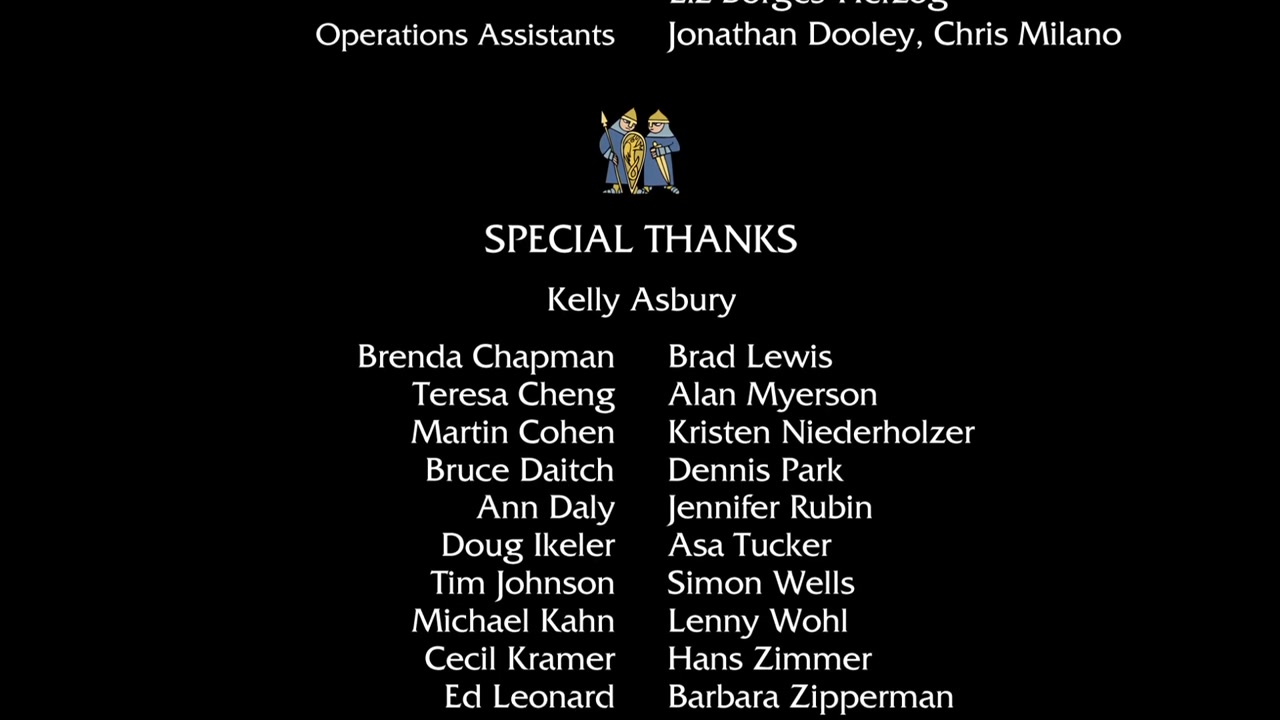 Operations Assistants Jonathan Dooley, Chris Milano
SPECIAL THANKS
Kelly Asbury
Brenda Chapman Brad Lewis
Teresa Cheng Alan Myerson
Martin Cohen Kristen Niederholzer
Bruce Daitch Dennis Park
Ann Daly Jennifer Rubin
Doug Ikeler Asa Tucker
Tim Johnson Simon Wells
Michael Kahn Lenny Wohl
Cecil Kramer Hans Zimmer
Ed Leonard Barbara Zipperman